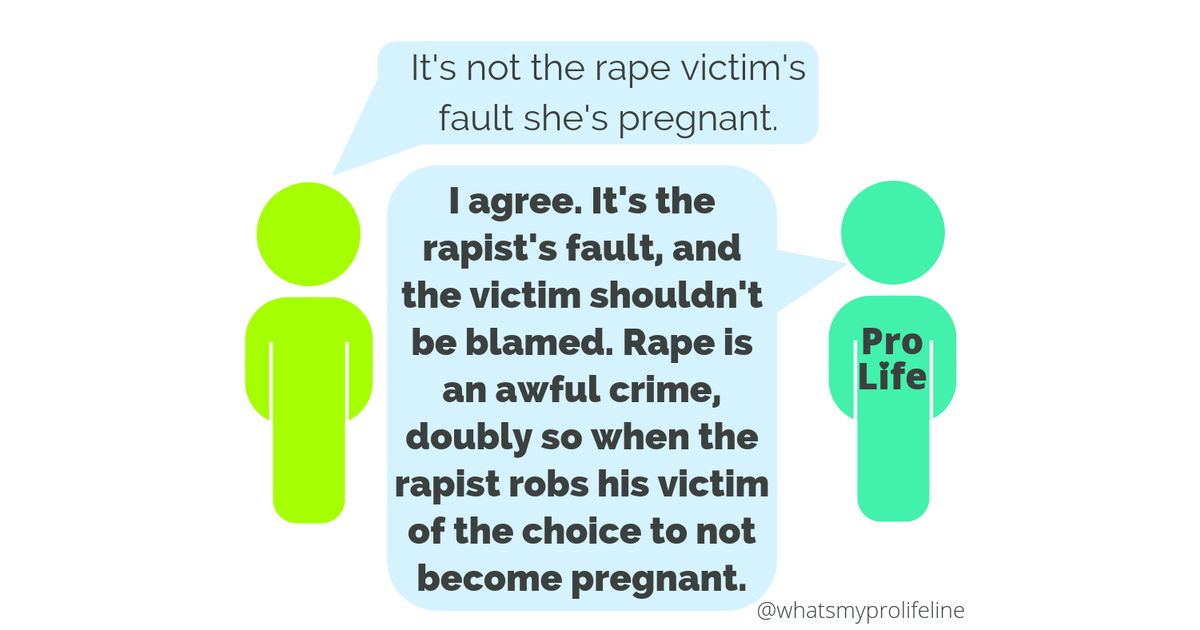 It's not the rape victim's
fault she's pregnant.
I agree. It's the
rapist's fault, and
the victim shouldn't
be blamed. Rape is
an awful crime,
doubly so when the
rapist robs his victim
of the choice to not
become pregnant.
Pro
Life
@whatsmyprolifeline